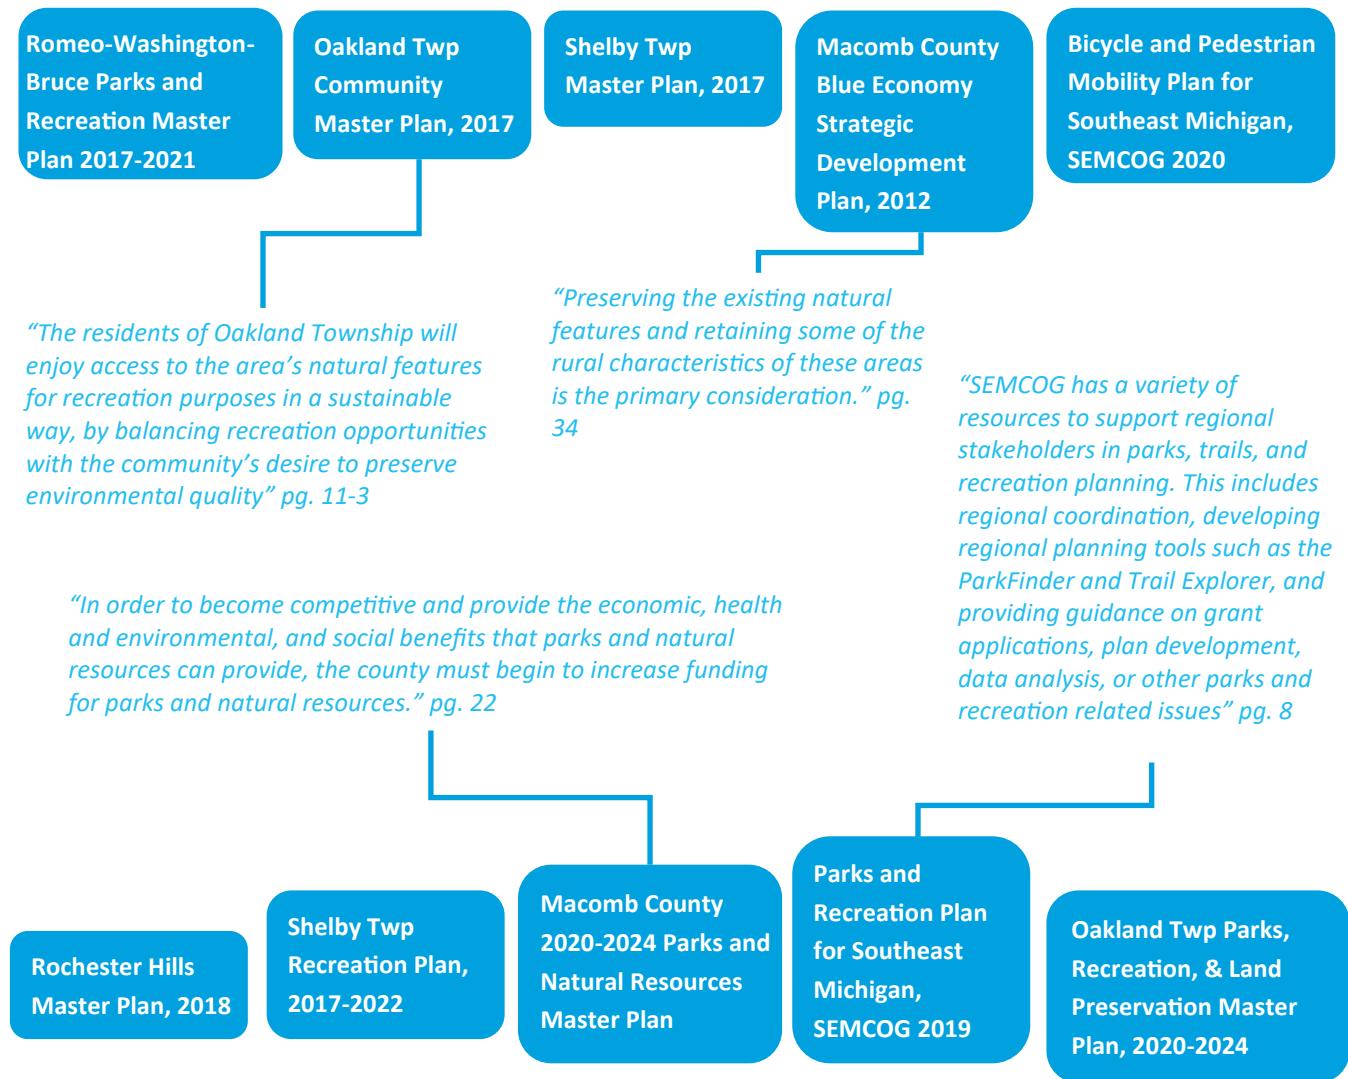 Romeo-Washington-
Bruce Parks and
Recreation Master
Plan 2017-2021
Oakland Twp
Community
Master Plan, 2017
Shelby Twp
Master Plan, 2017
Macomb County
Blue Economy
Strategic
Development
Plan, 2012
Bicycle and Pedestrian
Mobility Plan for
Southeast Michigan,
SEMCOG 2020
“The residents of Oakland Township will
enjoy access to the area’s natural features
for recreation purposes in a sustainable
way, by balancing recreation opportunities
with the community’s desire to preserve
environmental quality” pg. 11-3
“Preserving the existing natural
features and retaining some of the
rural characteristics of these areas
is the primary consideration.” pg.
34
“SEMCOG has a variety of
resources to support regional
stakeholders in parks, trails, and
recreation planning. This includes
regional coordination, developing
regional planning tools such as the
ParkFinder and Trail Explorer, and
providing guidance on grant
applications, plan development,
data analysis, or other parks and
recreation related issues” pg. 8
“In order to become competitive and provide the economic, health
and environmental, and social benefits that parks and natural
resources can provide, the county must begin to increase funding
for parks and natural resources.” pg. 22
Rochester Hills
Master Plan, 2018
Shelby Twp
Recreation Plan,
2017-2022
Macomb County
2020-2024 Parks and
Natural Resources
Master Plan
Parks and
Recreation Plan
for Southeast
Michigan,
SEMCOG 2019
Oakland Twp Parks,
Recreation, & Land
Preservation Master
Plan, 2020-2024